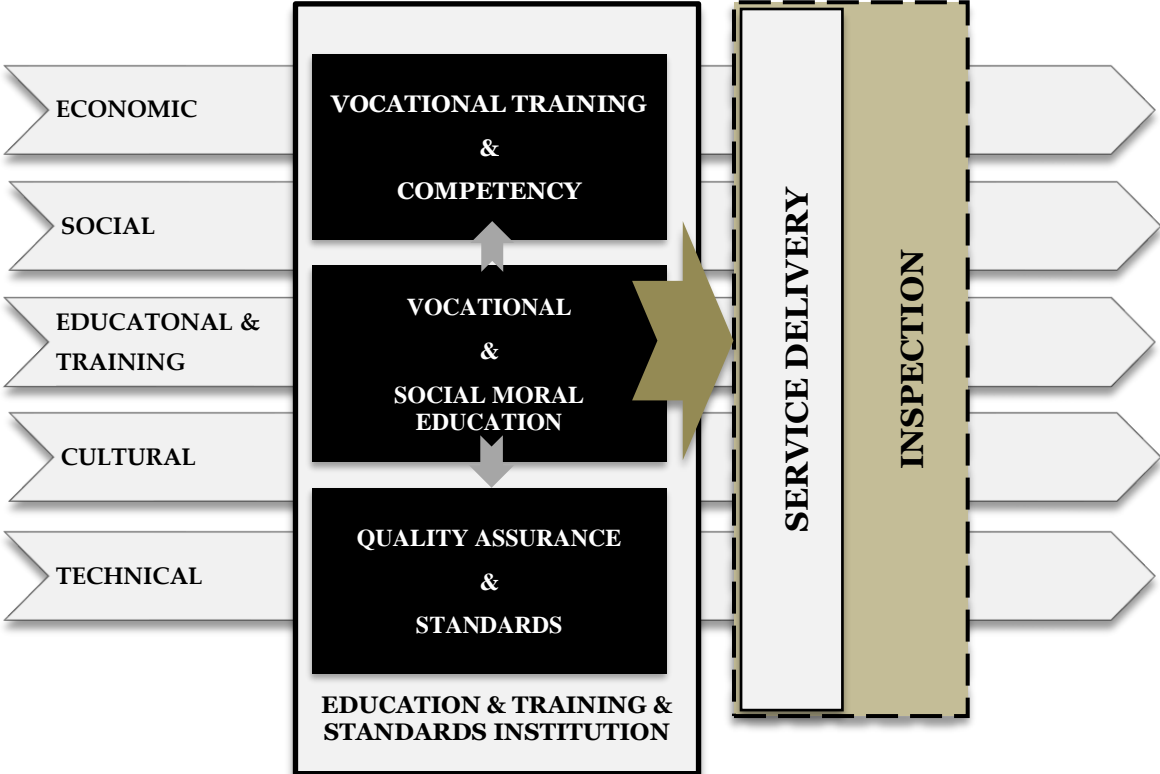 ECONOMIC
SOCIAL
EDUCATONAL &
TRAINING
CULTURAL
TECHNICAL
VOCATIONAL TRAINING
&
COMPETENCY
VOCATIONAL
&
SOCIAL MORAL
EDUCATION
QUALITY ASSURANCE
&
STANDARDS
EDUCATION & TRAINING &
STANDARDS INSTITUTION
SERVICE DELIVERY
INSPECTION